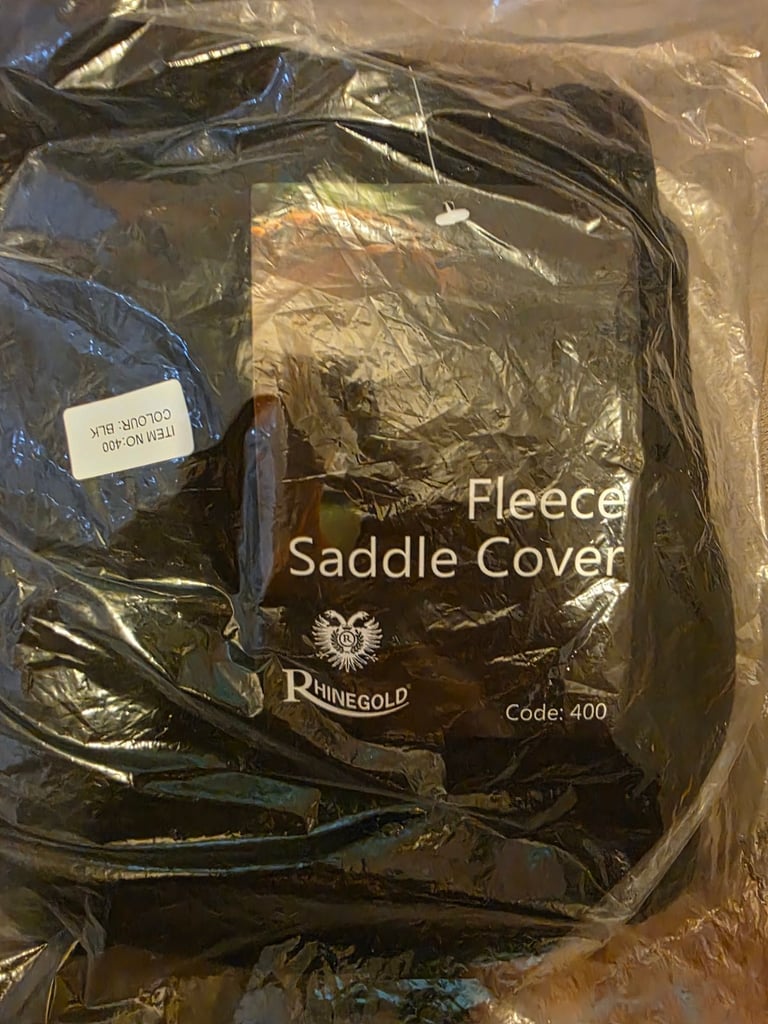 ITEM NO:400
COLOUR: BLK
Fleece
Saddle Cover
R
RHINEGOLD
Code: 400